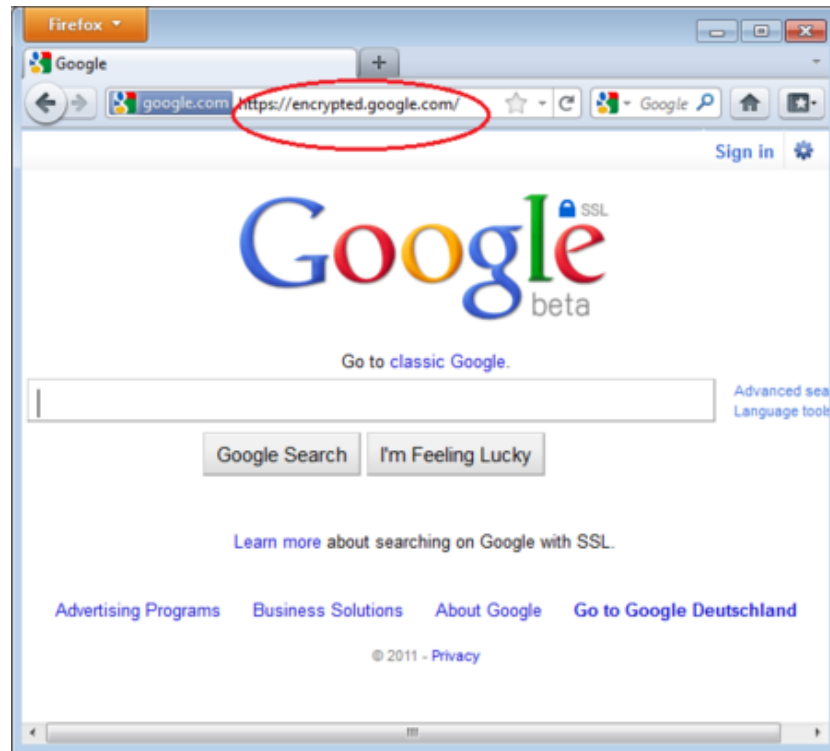 Firefox
Google
google.com https://encrypted.google.com/ Google
Sign in
Google SSL
beta
Go to classic Google.
Advanced sea
Language tools
Google Search I'm Feeling Lucky
Learn more about searching on Google with SSL.
Advertising Programs Business Solutions About Google Go to Google Deutschland
© 2011 - Privacy